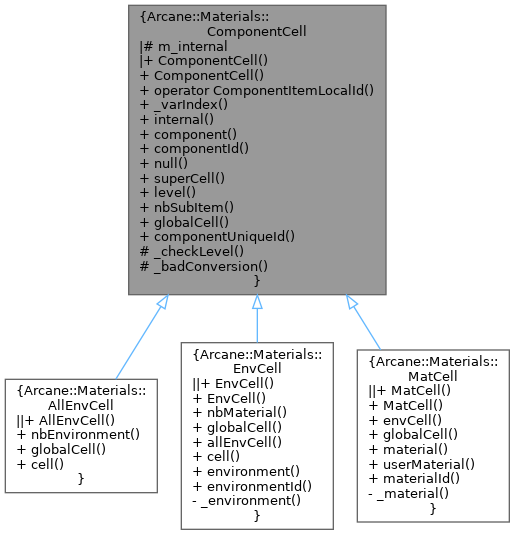 {Arcane::Materials::
ComponentCell
|# m_internal
|+ ComponentCell()
+ ComponentCell()
+ operator ComponentItemLocalId()
+ _varIndex()
+ internal()
+ component()
+ componentId()
+ null()
+ superCell()
+ level()
+ nbSubItem()
+ globalCell()
+ componentUniqueId()
# _checkLevel()
# _badConversion()
}
{Arcane::Materials::
AllEnvCell
||+ AllEnvCell()
+ nbEnvironment()
+ globalCell()
+ cell()
}
{Arcane::Materials::
EnvCell
||+ EnvCell()
+ EnvCell()
+ nbMaterial()
+ globalCell()
+ allEnvCell()
+ cell()
+ environment()
+ environmentId()
- _environment()
}
{Arcane::Materials::
MatCell
||+ MatCell()
+ MatCell()
+ envCell()
+ globalCell()
+ material()
+ userMaterial()
+ materialId()
- _material()
}